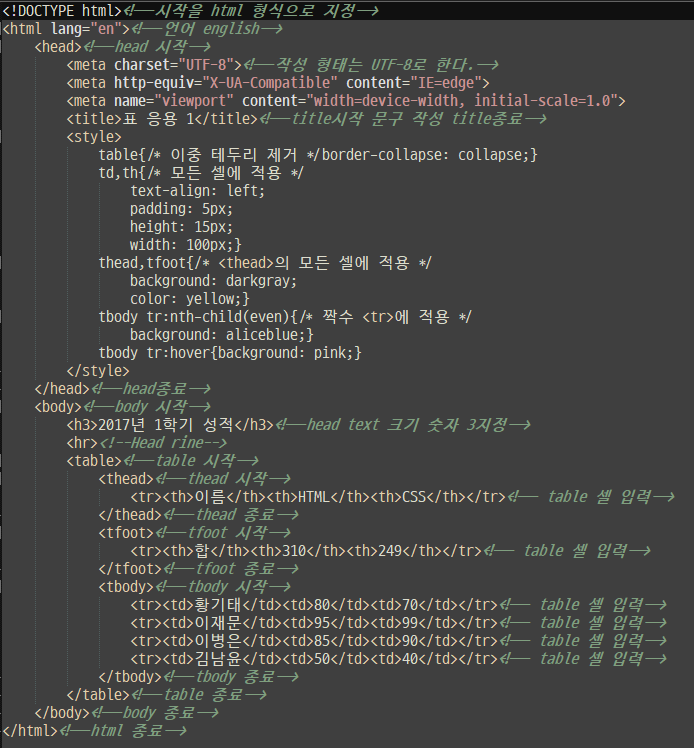 <!DOCTYPE html><!--시작을 html 형식으로 지정-->
<html lang="en"><!--언어 english-->
    <head><!--head 시작-->
        <meta charset="UTF-8"><!--작성 형태는 UTF-8로 한다.-->
        <meta http-equiv="X-UA-Compatible" content="IE=edge">
        <meta name="viewport" content="width=device-width, initial-scale=1.0">
        <title>표 응용 1</title><!--title시작 문구 작성 title종료-->
        <style>
            table{/* 이중 테두리 제거 */border-collapse: collapse;}
            td,th{/* 모든 셀에 적용 */
                text-align: left;
                padding: 5px;
                height: 15px;
                width: 100px;}
            thead,tfoot{/* <thead>의 모든 셀에 적용 */
                background: darkgray;
                color: yellow;}
            tbody tr:nth-child(even){/* 짝수 <tr>에 적용 */
                background: aliceblue;}
            tbody tr:hover{background: pink;}
        </style>
    </head><!--head종료-->
    <body><!--body 시작-->
        <h3>2017년 1학기 성적</h3><!--head text 크기 숫자 3지정-->
        <hr><!--Head rine-->
        <table><!--table 시작-->
            <thead><!--thead 시작-->
                <tr><th>이름</th><th>HTML</th><th>CSS</th></tr><!-- table 셀 입력-->
            </thead><!--thead 종료-->
            <tfoot><!--tfoot 시작-->
                <tr><th>합</th><th>310</th><th>249</th></tr><!-- table 셀 입력-->
            </tfoot><!--tfoot 종료-->
            <tbody><!--tbody 시작-->
                <tr><td>황기태</td><td>80</td><td>70</td></tr><!-- table 셀 입력-->
                <tr><td>이재문</td><td>95</td><td>99</td></tr><!-- table 셀 입력-->
                <tr><td>이병은</td><td>85</td><td>90</td></tr><!-- table 셀 입력-->
                <tr><td>김남윤</td><td>50</td><td>40</td></tr><!-- table 셀 입력-->
            </tbody><!--tbody 종료-->
        </table><!--table 종료-->
    </body><!--body 종료-->
</html><!--html 종료-->